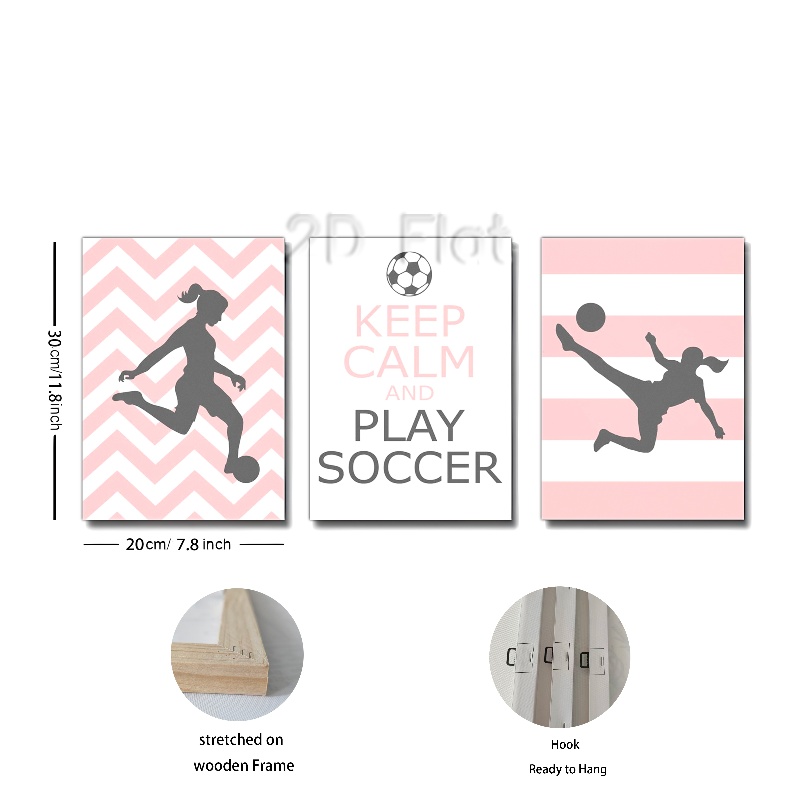 2D Flat
KEEP
CALM
AND
PLAY
SOCCER
30cm/11.8inch
20cm/ 7.8 inch
stretched on
wooden Frame
Hook
Ready to Hang